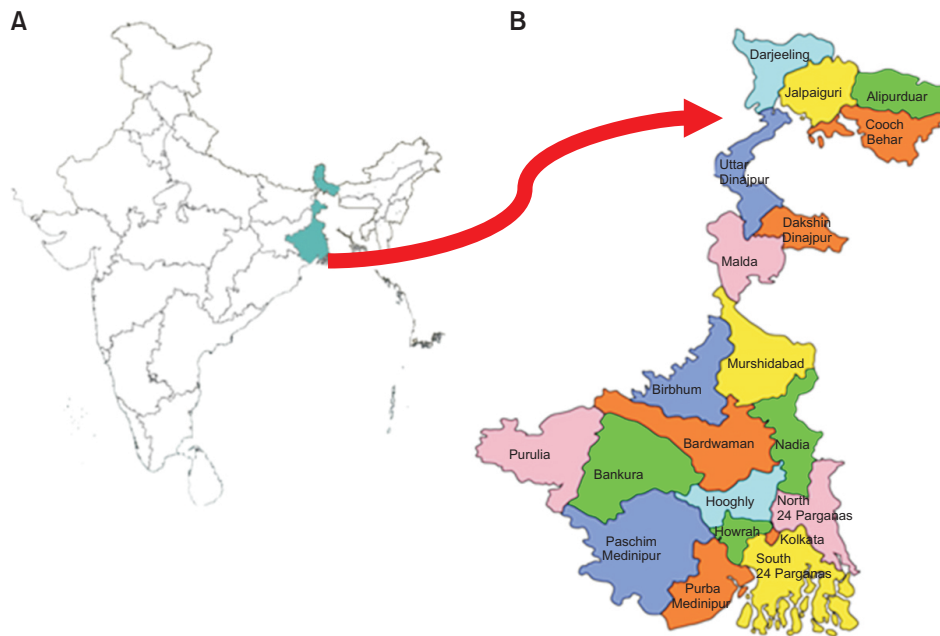 A
B
Darjeeling
Jalpaiguri
Alipurduar
Cooch
Behar
Uttar
Dinajpur
Dakshin
Dinajpur
Malda
Murshidabad
Birbhum
Bardwaman
Nadia
Purulia
Bankura
Hooghly
North
24 Parganas
Howrah
Kolkata
Paschim
Medinipur
South
24 Parganas
Purba
Medinipur